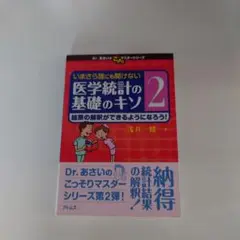 いまさら誰にも聞けない
医学統計の
基礎のキソ 2
結果の解釈ができるようになろう!
浅井 隆
納得
統計結果
の解釈!
Dr.あさいの
こっそりマスター
シリーズ第2弾!
アトムス